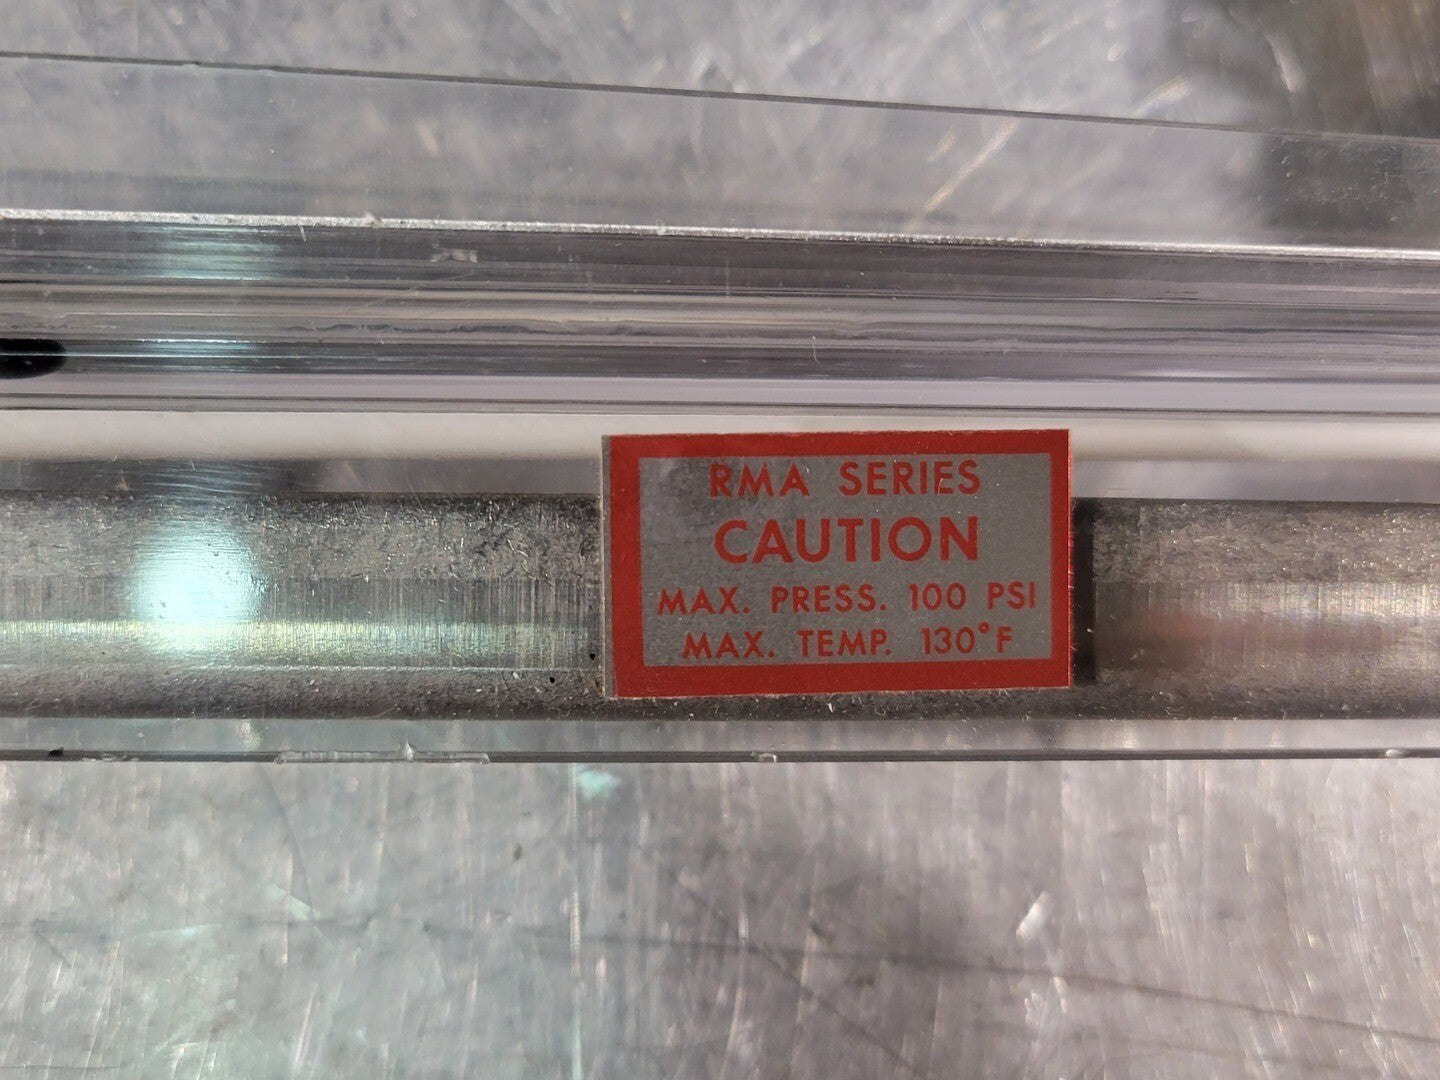 RMA SERIES
CAUTION
MAX. PRESS. 100 PSI
MAX. TEMP. 130°F